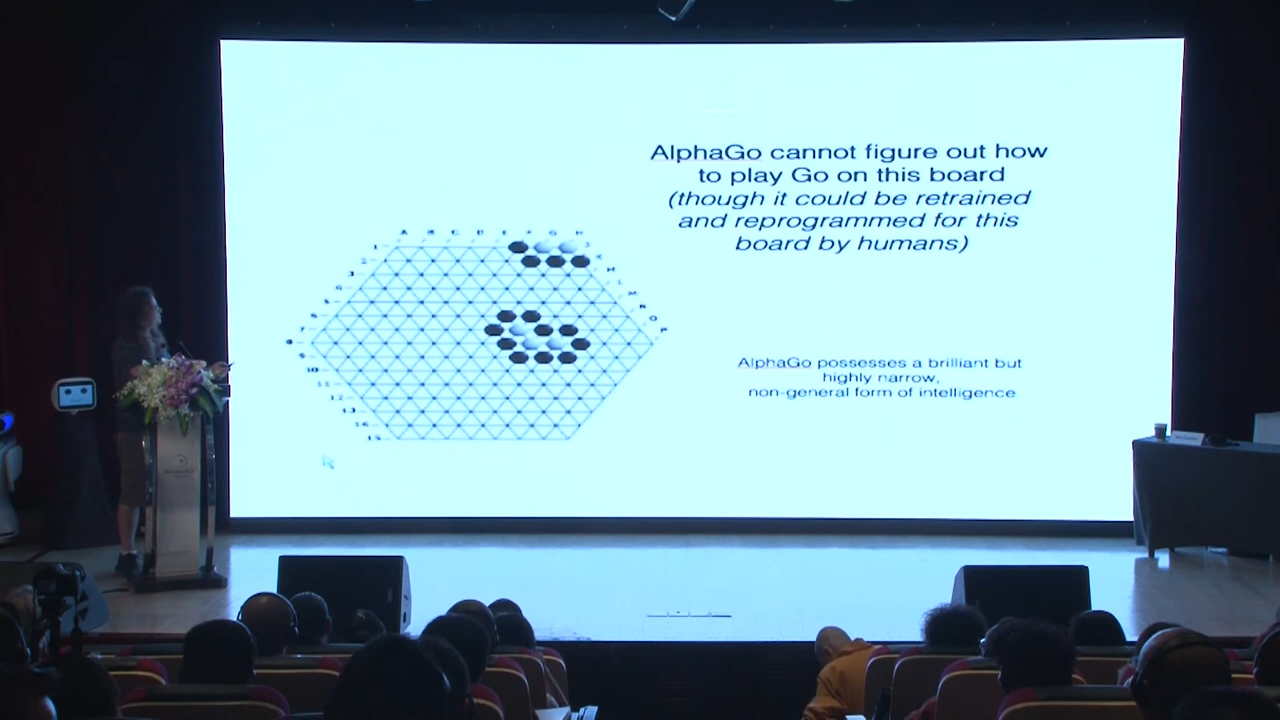 AlphaGo cannot figure out how
to play Go on this board
(though it could be retrained
and reprogrammed for this
board by humans)
A B C D E F G H
AlphaGo possesses a brilliant but
highly narrow,
non-general form of intelligence